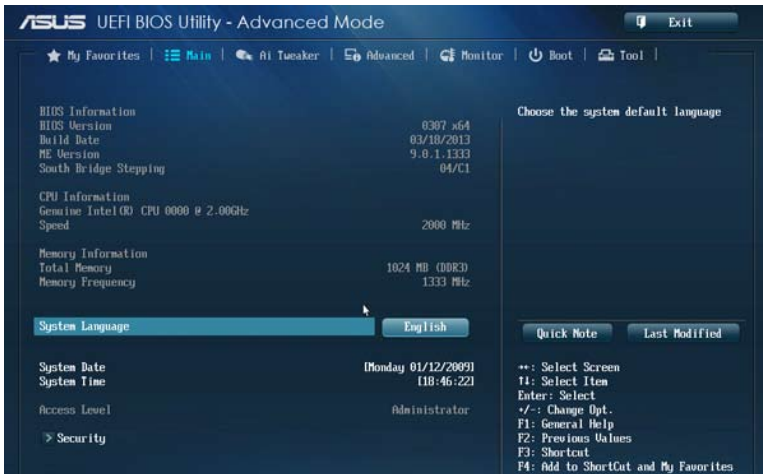 ASUS UEFI BIOS Utility - Advanced Mode
Exit
My Favorites | Main | Ai Tweaker | Advanced | Monitor | Boot | Tool |
BIOS Information
BIOS Version 0307 x64
Build Date 03/18/2013
ME Version 9.0.1.1333
South Bridge Stepping 04/C1
CPU Information
Genuine Intel(R) CPU 0000 @ 2.00GHz
Speed 2000 MHz
Memory Information
Total Memory 1024 MB (DDR3)
Memory Frequency 1333 MHz
System Language English
System Date [Monday 01/12/2009]
System Time [18:46:22]
Access Level Administrator
> Security
Choose the system default language
Quick Note Last Modified
→←: Select Screen
↑↓: Select Item
Enter: Select
+/-: Change Opt.
F1: General Help
F2: Previous Values
F3: Shortcut
F4: Add to ShortCut and My Favorites